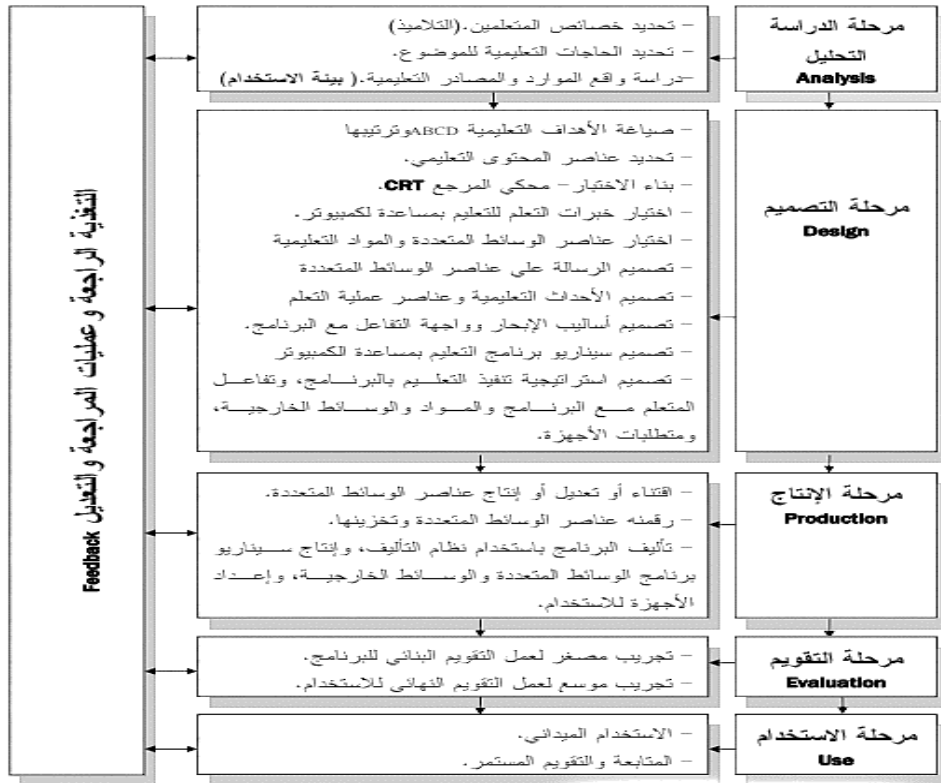 مرحلة الدراسة
التحليل
Analysis
- تحديد خصائص المتعلمين.(التلاميذ)
- تحديد الحاجات التعليمية للموضوع.
-دراسة واقع الموارد والمصادر التعليمية.( بيئة الاستخدام)
مرحلة التصميم
Design
- صياغة الأهداف التعليمية ABCDوترتيبها
- تحديد عناصر المحتوى التعليمي.
- بناء الاختبار- محكي المرجع CRT.
- اختيار خبرات التعلم للتعليم بمساعدة لكمبيوتر.
- اختيار عناصر الوسائط المتعددة والمواد التعليمية
- تصميم الرسالة علي عناصر الوسائط المتعددة
- تصميم الأحداث التعليمية وعناصر عملية التعلم
- تصميم أساليب الإبحار وواجهة التفاعل مع البرنامج.
- تصميم سيناريو برنامج التعليم بمساعدة الكمبيوتر
- تصميم استراتيجية تنفيذ التعليم بالبرنامج، وتفاعل
المتعلم مع البرنامج والمواد والوسائط الخارجية،
ومتطلبات الأجهزة.
مرحلة الإنتاج
Production
- اقتناء أو تعديل أو إنتاج عناصر الوسائط المتعددة.
- رقمنه عناصر الوسائط المتعددة وتخزينها.
- تأليف البرنامج باستخدام نظام التأليف، وإنتاج سيناريو
برنامج الوسائط المتعددة والوسائط الخارجية، وإعداد
الأجهزة للاستخدام.
مرحلة التقويم
Evaluation
- تجريب مصغر لعمل التقويم البنائي للبرنامج.
- تجريب موسع لعمل التقويم النهائي للاستخدام.
مرحلة الاستخدام
Use
- الاستخدام الميداني.
- المتابعة والتقويم المستمر.
التغذية الراجعة وعمليات المراجعة والتعديل Feedback